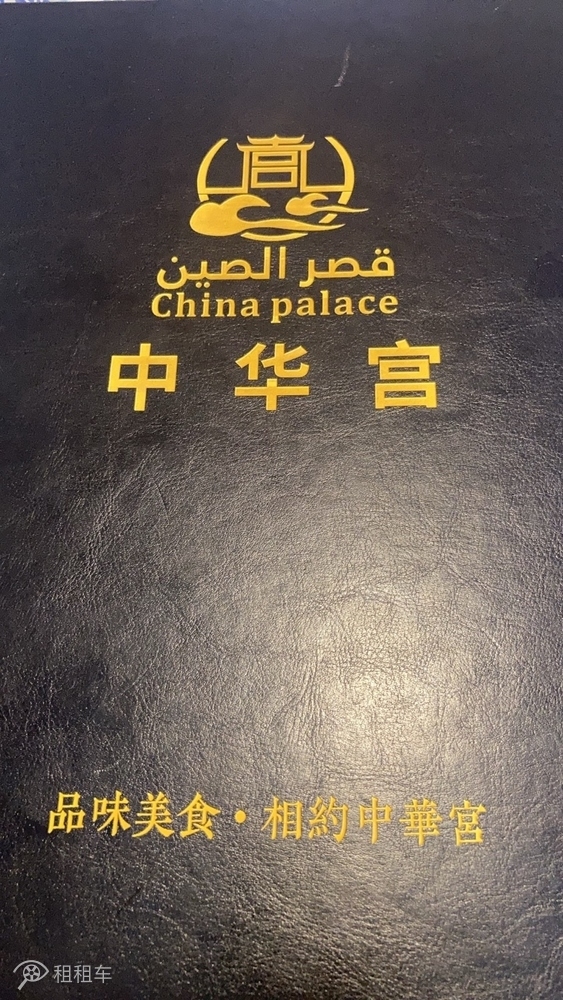 قصر الصين
China palace
中华宫
品味美食·相約中華宮
租租车